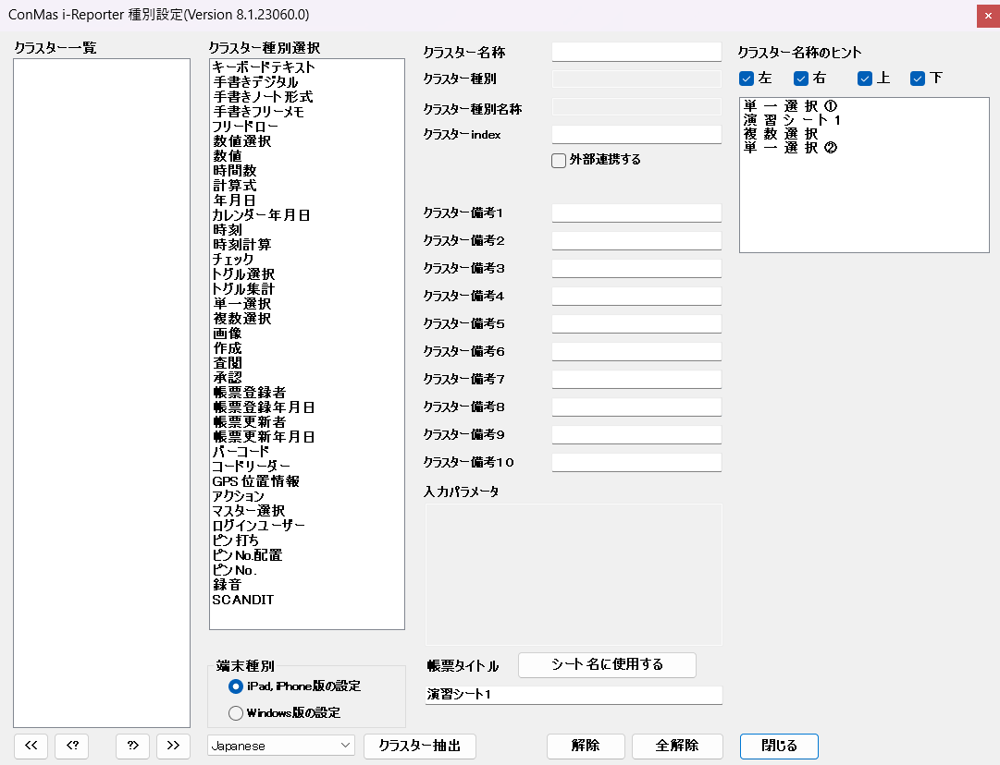 ConMas i-Reporter 種別設定(Version 8.1.23060.0)
クラスター一覧
クラスター種別選択
キーボードテキスト
手書きデジタル
手書きノート形式
手書きフリーメモ
フリードロー
数値選択
数値
時間数
計算式
年月日
カレンダー年月日
時刻
時刻計算
チェック
トグル選択
トグル集計
単一選択
複数選択
画像
作成
査閲
承認
帳票登録者
帳票登録年月日
帳票更新者
帳票更新年月日
バーコード
コードリーダー
GPS位置情報
アクション
マスター選択
ログインユーザー
ピン打ち
ピンNo.配置
ピンNo.
録音
SCANDIT
端末種別
iPad, iPhone版の設定
Windows版の設定
クラスター名称
クラスター種別
クラスター種別名称
クラスターindex
外部連携する
クラスター備考1
クラスター備考2
クラスター備考3
クラスター備考4
クラスター備考5
クラスター備考6
クラスター備考7
クラスター備考8
クラスター備考9
クラスター備考10
入力パラメータ
帳票タイトル シート名に使用する
演習シート1
クラスター名称のヒント
左 右 上 下
単一選択①
演習シート1
複数選択
単一選択②
<< <? ?> >> Japanese クラスター抽出 解除 全解除 閉じる